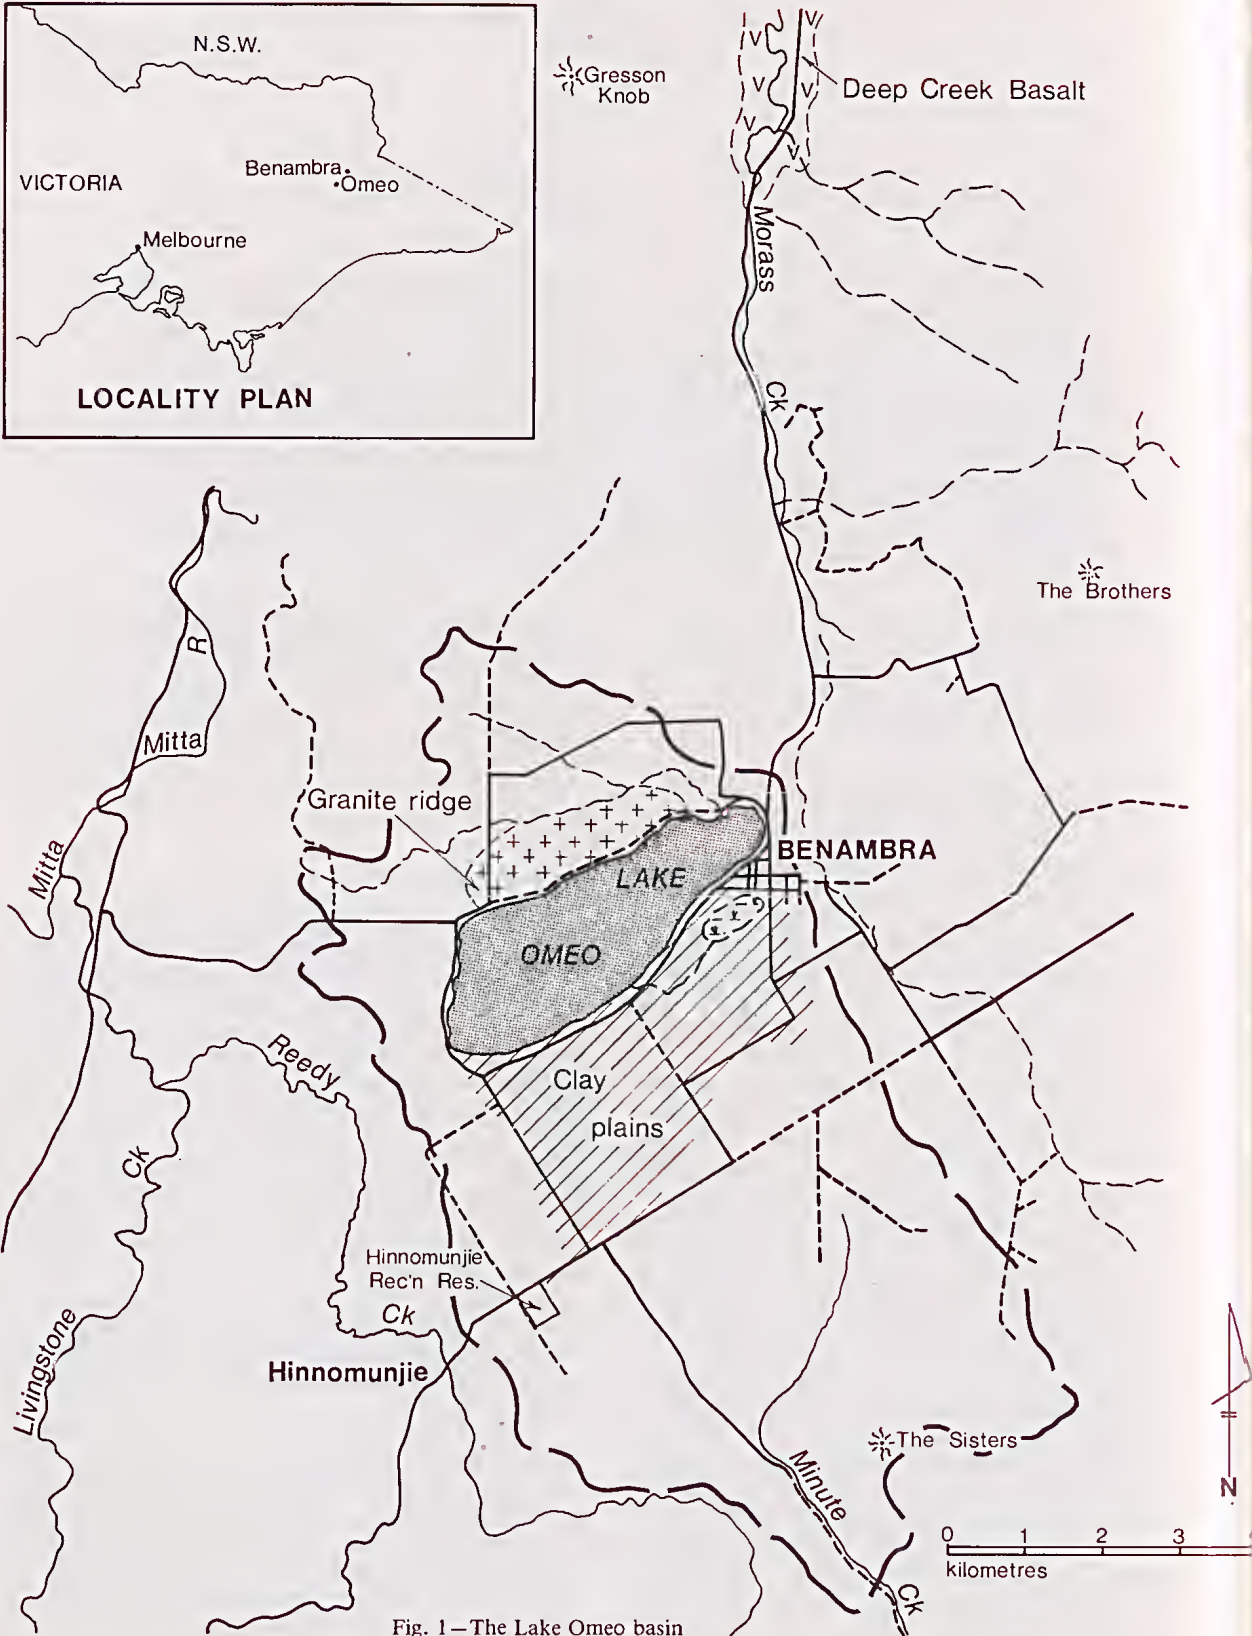 N.S.W.
VICTORIA
Benambra
Omeo
Melbourne
LOCALITY PLAN
Gresson
Knob
Deep Creek Basalt
V
V
V
V
V
V
Morass
Ck
The Brothers
R
Mitta
Mitta
Granite ridge
BENAMBRA
LAKE
OMEO
Reedy
Clay
plains
Ck
Hinnomunjie
Rec'n Res.
Ck
Hinnomunjie
Livingstone
The Sisters
Minute
Ck
N
0 1 2 3
kilometres
Fig. 1—The Lake Omeo basin